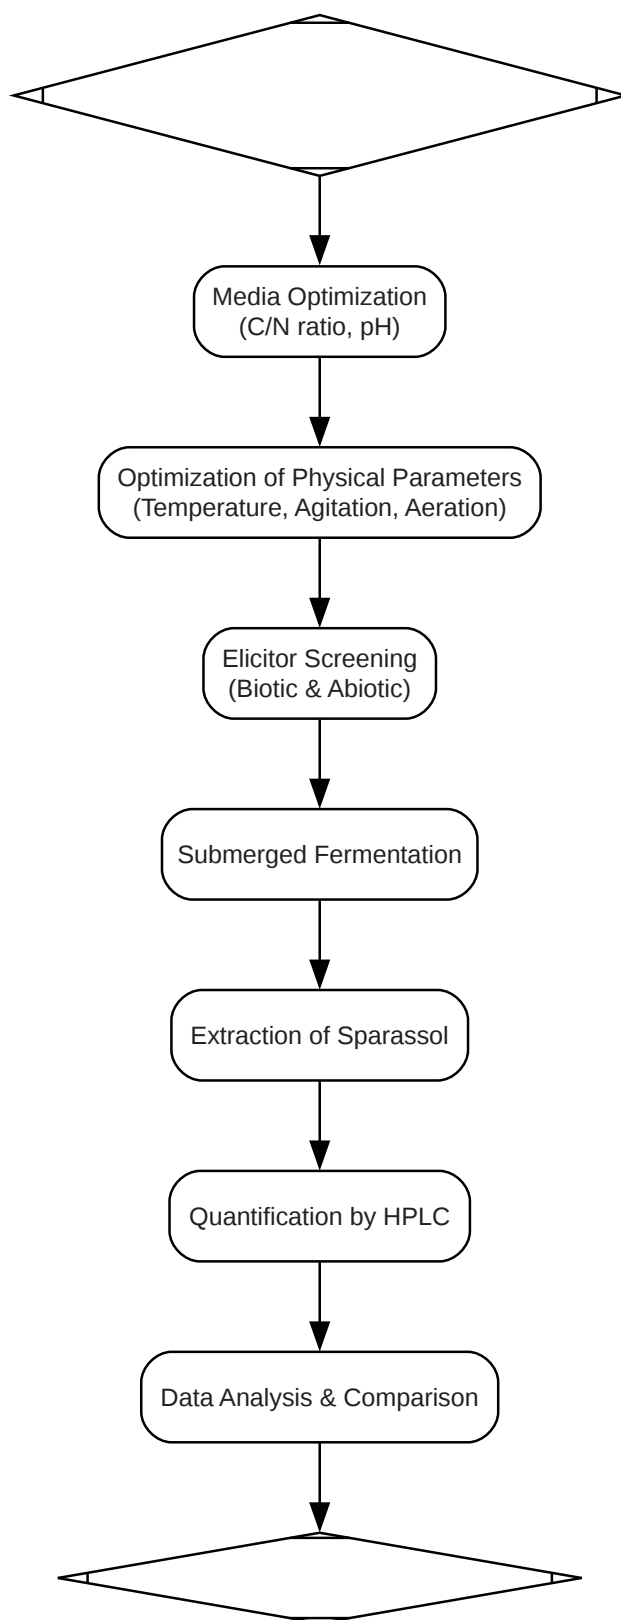 Media Optimization
(C/N ratio, pH)
Optimization of Physical Parameters
(Temperature, Agitation, Aeration)
Elicitor Screening
(Biotic & Abiotic)
Submerged Fermentation
Extraction of Sparassol
Quantification by HPLC
Data Analysis & Comparison